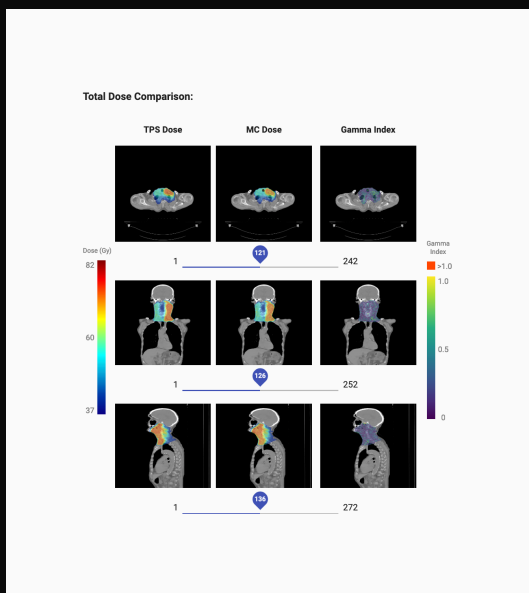 Total Dose Comparison:
TPS Dose MC Dose Gamma Index
Dose (Gy)
82
60
37
1 121 242
1 126 252
1 136 272
Gamma
Index
>1.0
1.0
0.5
0